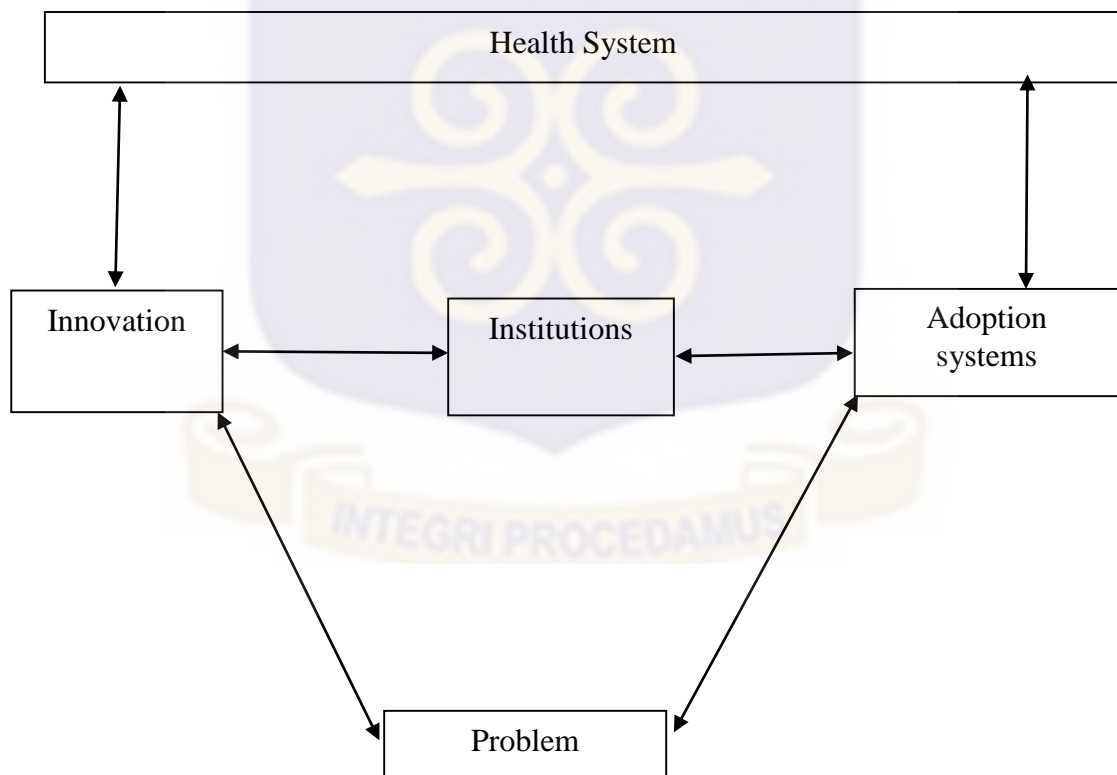 Health System
Innovation
Institutions
Adoption
systems
INTEGRI PROCEDAMUS
Problem